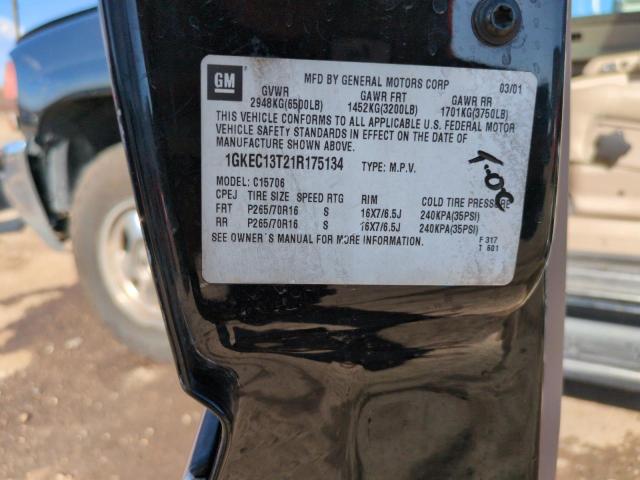 GM
MFD BY GENERAL MOTORS CORP 03/01
GVWR GAWR FRT GAWR RR
2948KG(6500LB) 1452KG(3200LB) 1701KG(3750LB)
THIS VEHICLE CONFORMS TO ALL APPLICABLE U.S. FEDERAL MOTOR
VEHICLE SAFETY STANDARDS IN EFFECT ON THE DATE OF
MANUFACTURE SHOWN ABOVE.
1GKEC13T21R175134 TYPE: M.P.V.
MODEL: C15706
CPEJ TIRE SIZE SPEED RTG RIM COLD TIRE PRESSURE
FRT P265/70R16 S 16X7/6.5J 240KPA(35PSI)
RR P265/70R16 S 16X7/6.5J 240KPA(35PSI)
SEE OWNER'S MANUAL FOR MORE INFORMATION.
F 317
T 601